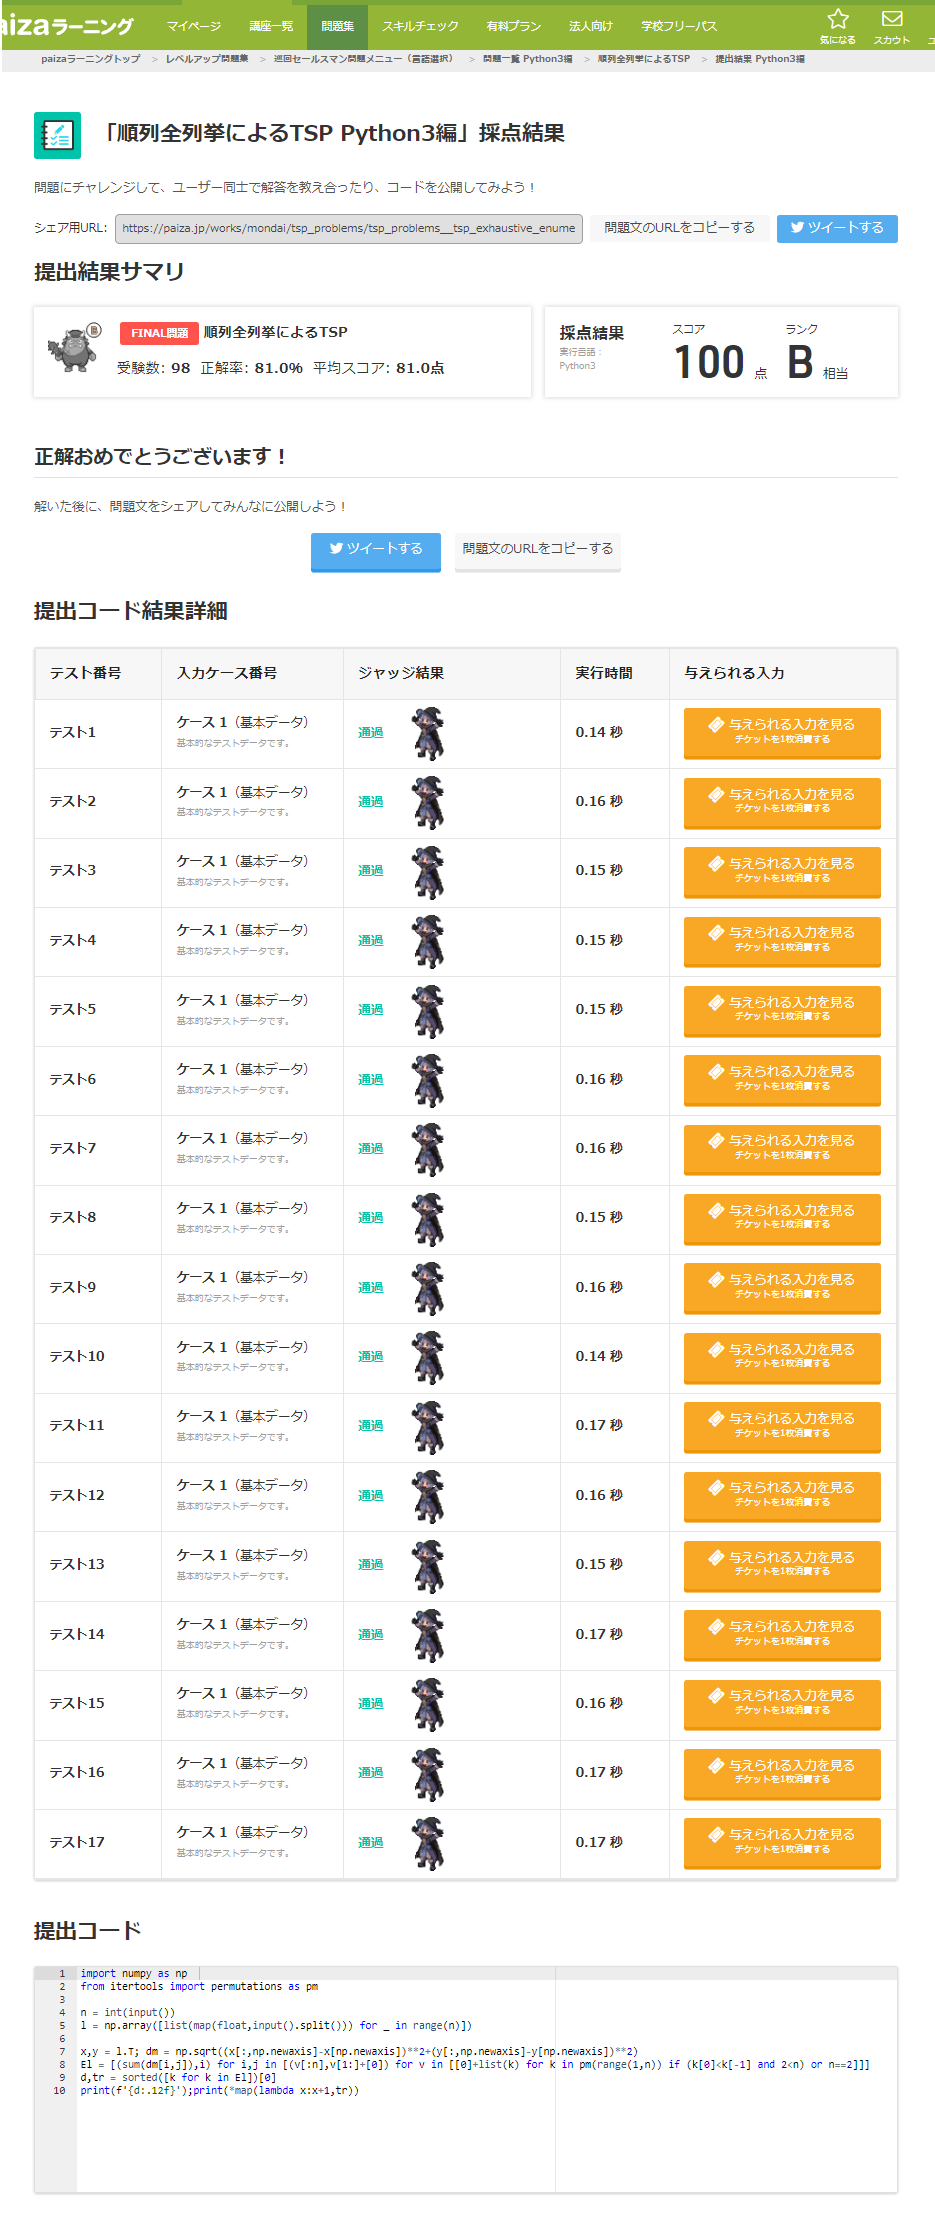 paizaラーニング
マイページ
講座一覧
問題集
スキルチェック
有料プラン
法人向け
学校フリーパス
気になる
スカウト
paizaラーニングトップ > レベルアップ問題集 > 巡回セールスマン問題メニュー（言語選択） > 問題一覧 Python3編 > 順列全列挙によるTSP > 提出結果 Python3編
「順列全列挙によるTSP Python3編」採点結果
問題にチャレンジして、ユーザー同士で解答を教え合ったり、コードを公開してみよう！
シェア用URL: https://paiza.jp/works/mondai/tsp_problems/tsp_problems__tsp_exhaustive_enume 問題文のURLをコピーする ツイートする
提出結果サマリ
B
FINAL問題 順列全列挙によるTSP
受験数: 98 正解率: 81.0% 平均スコア: 81.0点
採点結果
実行言語：
Python3
スコア
100 点
ランク
B 相当
正解おめでとうございます！
解いた後に、問題文をシェアしてみんなに公開しよう！
ツイートする 問題文のURLをコピーする
提出コード結果詳細
テスト番号 入力ケース番号 ジャッジ結果 実行時間 与えられる入力
テスト1 ケース 1（基本データ） 通過 0.14 秒 与えられる入力を見る
基本的なテストデータです。 チケットを1枚消費する
テスト2 ケース 1（基本データ） 通過 0.16 秒 与えられる入力を見る
基本的なテストデータです。 チケットを1枚消費する
テスト3 ケース 1（基本データ） 通過 0.15 秒 与えられる入力を見る
基本的なテストデータです。 チケットを1枚消費する
テスト4 ケース 1（基本データ） 通過 0.15 秒 与えられる入力を見る
基本的なテストデータです。 チケットを1枚消費する
テスト5 ケース 1（基本データ） 通過 0.15 秒 与えられる入力を見る
基本的なテストデータです。 チケットを1枚消費する
テスト6 ケース 1（基本データ） 通過 0.16 秒 与えられる入力を見る
基本的なテストデータです。 チケットを1枚消費する
テスト7 ケース 1（基本データ） 通過 0.16 秒 与えられる入力を見る
基本的なテストデータです。 チケットを1枚消費する
テスト8 ケース 1（基本データ） 通過 0.15 秒 与えられる入力を見る
基本的なテストデータです。 チケットを1枚消費する
テスト9 ケース 1（基本データ） 通過 0.16 秒 与えられる入力を見る
基本的なテストデータです。 チケットを1枚消費する
テスト10 ケース 1（基本データ） 通過 0.14 秒 与えられる入力を見る
基本的なテストデータです。 チケットを1枚消費する
テスト11 ケース 1（基本データ） 通過 0.17 秒 与えられる入力を見る
基本的なテストデータです。 チケットを1枚消費する
テスト12 ケース 1（基本データ） 通過 0.16 秒 与えられる入力を見る
基本的なテストデータです。 チケットを1枚消費する
テスト13 ケース 1（基本データ） 通過 0.15 秒 与えられる入力を見る
基本的なテストデータです。 チケットを1枚消費する
テスト14 ケース 1（基本データ） 通過 0.17 秒 与えられる入力を見る
基本的なテストデータです。 チケットを1枚消費する
テスト15 ケース 1（基本データ） 通過 0.16 秒 与えられる入力を見る
基本的なテストデータです。 チケットを1枚消費する
テスト16 ケース 1（基本データ） 通過 0.17 秒 与えられる入力を見る
基本的なテストデータです。 チケットを1枚消費する
テスト17 ケース 1（基本データ） 通過 0.17 秒 与えられる入力を見る
基本的なテストデータです。 チケットを1枚消費する
提出コード
1 import numpy as np
2 from itertools import permutations as pm
3
4 n = int(input())
5 l = np.array([list(map(float,input().split())) for _ in range(n)])
6
7 x,y = l.T; dm = np.sqrt((x[:,np.newaxis]-x[np.newaxis])**2+(y[:,np.newaxis]-y[np.newaxis])**2)
8 El = [(sum(dm[i,j]),i) for i,j in [(v[:n],v[1:]+[0]) for v in [[0]+list(k) for k in pm(range(1,n)) if (k[0]<k[-1] and 2<n) or n==2]]]
9 d,tr = sorted([k for k in El])[0]
10 print(f'{d:.12f}');print(*map(lambda x:x+1,tr))